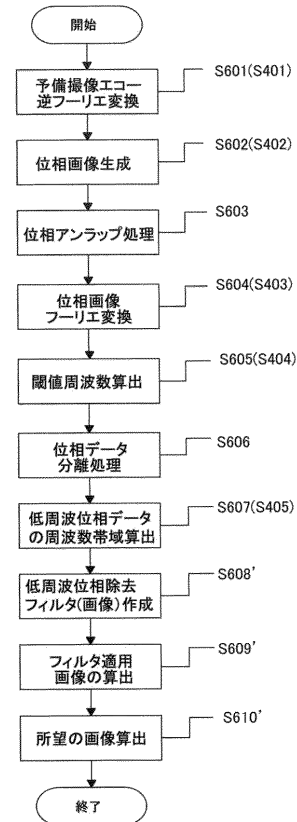 開始
予備撮像エコー
逆フーリエ変換
S601(S401)
位相画像生成
S602(S402)
位相アンラップ処理
S603
位相画像
フーリエ変換
S604(S403)
閾値周波数算出
S605(S404)
位相データ
分離処理
S606
低周波位相データ
の周波数帯域算出
S607(S405)
低周波位相除去
フィルタ(画像)作成
S608'
フィルタ適用
画像の算出
S609'
所望の画像算出
S610'
終了